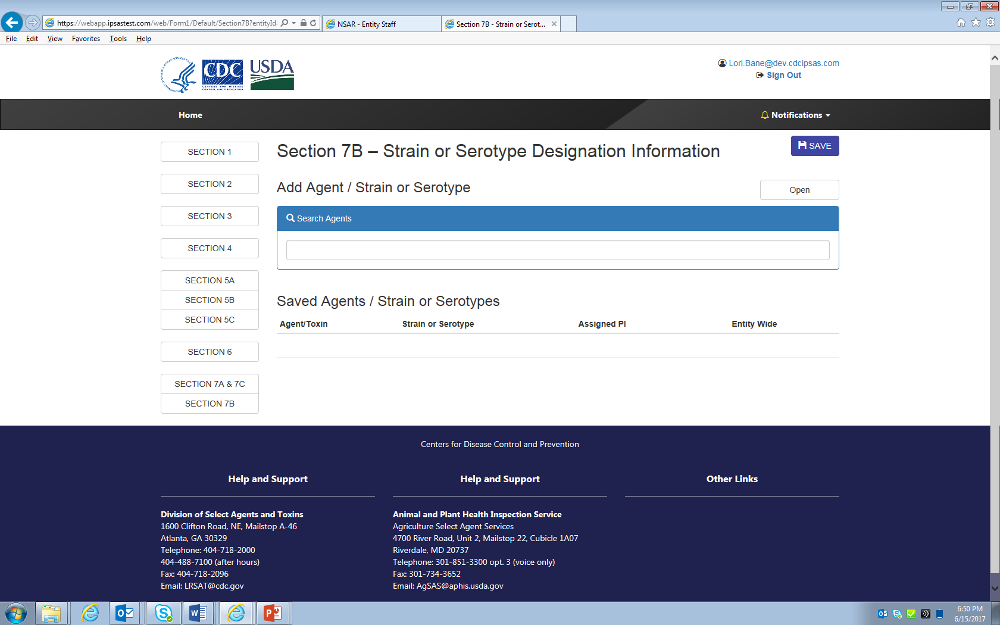 https://webapp.ipsastest.com/web/Form1/Default/Section7B?entityId:
NSAR - Entity Staff
Section 7B - Strain or Serot...
File Edit View Favorites Tools Help
CDC
CENTERS FOR DISEASE
CONTROL AND PREVENTION
USDA
Lori.Bane@dev.cdcipsas.com
Sign Out
Home
Notifications
SECTION 1
SECTION 2
SECTION 3
SECTION 4
SECTION 5A
SECTION 5B
SECTION 5C
SECTION 6
SECTION 7A & 7C
SECTION 7B
Section 7B – Strain or Serotype Designation Information
SAVE
Add Agent / Strain or Serotype
Open
Search Agents
Saved Agents / Strain or Serotypes
Agent/Toxin Strain or Serotype Assigned PI Entity Wide
Centers for Disease Control and Prevention
Help and Support
Division of Select Agents and Toxins
1600 Clifton Road, NE, Mailstop A-46
Atlanta, GA 30329
Telephone: 404-718-2000
404-488-7100 (after hours)
Fax: 404-718-2096
Email: LRSAT@cdc.gov
Help and Support
Animal and Plant Health Inspection Service
Agriculture Select Agent Services
4700 River Road, Unit 2, Mailstop 22, Cubicle 1A07
Riverdale, MD 20737
Telephone: 301-851-3300 opt. 3 (voice only)
Fax: 301-734-3652
Email: AgSAS@aphis.usda.gov
Other Links
6:50 PM
6/15/2017